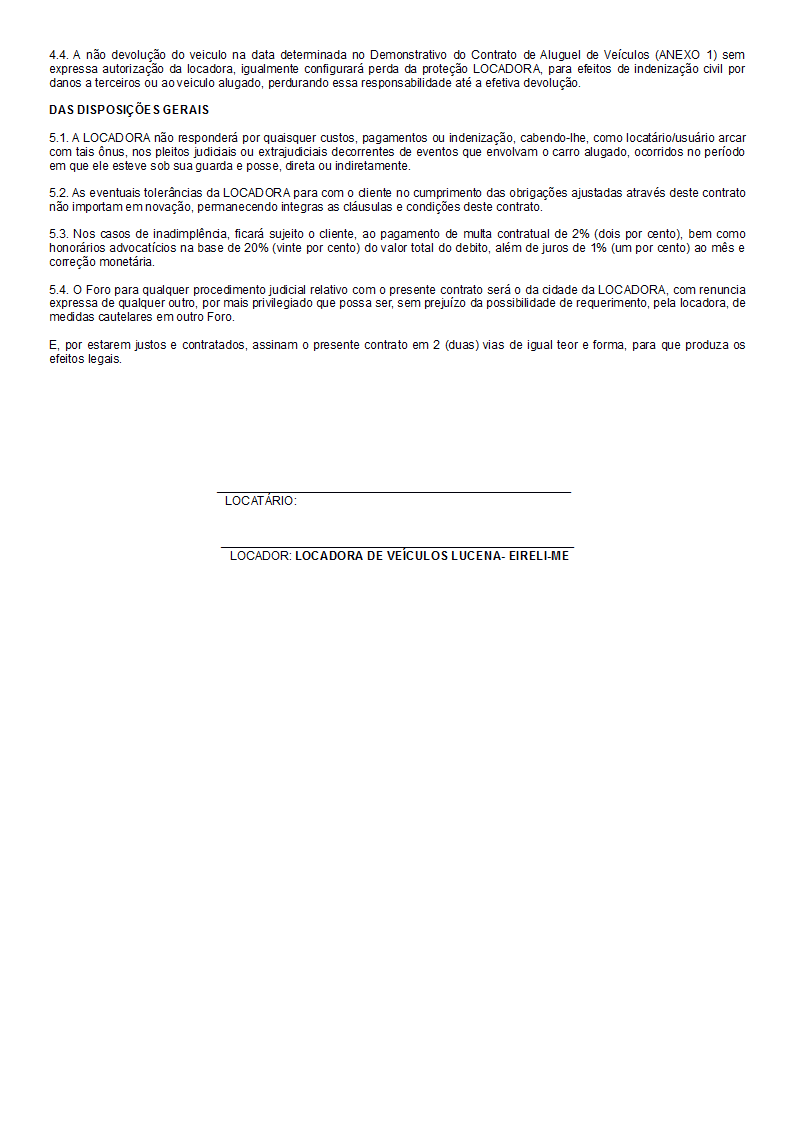 4.4. A não devolução do veiculo na data determinada no Demonstrativo do Contrato de Aluguel de Veículos (ANEXO 1) sem
expressa autorização da locadora, igualmente configurará perda da proteção LOCADORA, para efeitos de indenização civil por
danos a terceiros ou ao veiculo alugado, perdurando essa responsabilidade até a efetiva devolução.
DAS DISPOSIÇÕES GERAIS
5.1. A LOCADORA não responderá por quaisquer custos, pagamentos ou indenização, cabendo-lhe, como locatário/usuário arcar
com tais ônus, nos pleitos judiciais ou extrajudiciais decorrentes de eventos que envolvam o carro alugado, ocorridos no período
em que ele esteve sob sua guarda e posse, direta ou indiretamente.
5.2. As eventuais tolerâncias da LOCADORA para com o cliente no cumprimento das obrigações ajustadas através deste contrato
não importam em novação, permanecendo integras as cláusulas e condições deste contrato.
5.3. Nos casos de inadimplência, ficará sujeito o cliente, ao pagamento de multa contratual de 2% (dois por cento), bem como
honorários advocatícios na base de 20% (vinte por cento) do valor total do debito, além de juros de 1% (um por cento) ao mês e
correção monetária.
5.4. O Foro para qualquer procedimento judicial relativo com o presente contrato será o da cidade da LOCADORA, com renuncia
expressa de qualquer outro, por mais privilegiado que possa ser, sem prejuízo da possibilidade de requerimento, pela locadora, de
medidas cautelares em outro Foro.
E, por estarem justos e contratados, assinam o presente contrato em 2 (duas) vias de igual teor e forma, para que produza os
efeitos legais.
LOCATÁRIO:
LOCADOR: LOCADORA DE VEÍCULOS LUCENA- EIRELI-ME